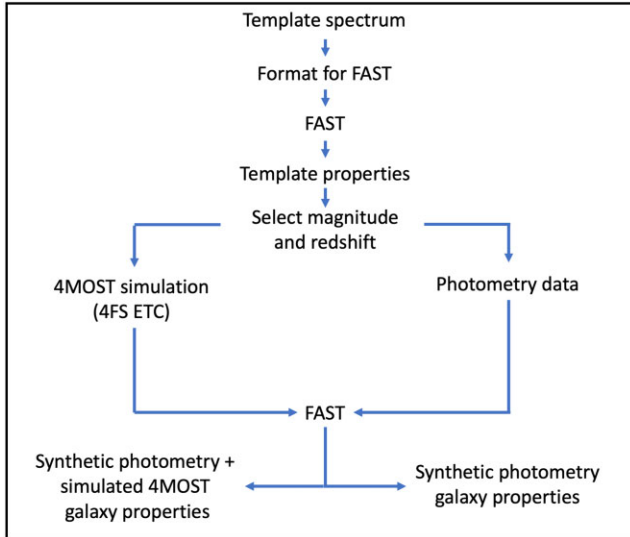 Template spectrum
Format for FAST
FAST
Template properties
Select magnitude
and redshift
4MOST simulation
(4FS ETC)
Photometry data
FAST
Synthetic photometry +
simulated 4MOST
galaxy properties
Synthetic photometry
galaxy properties